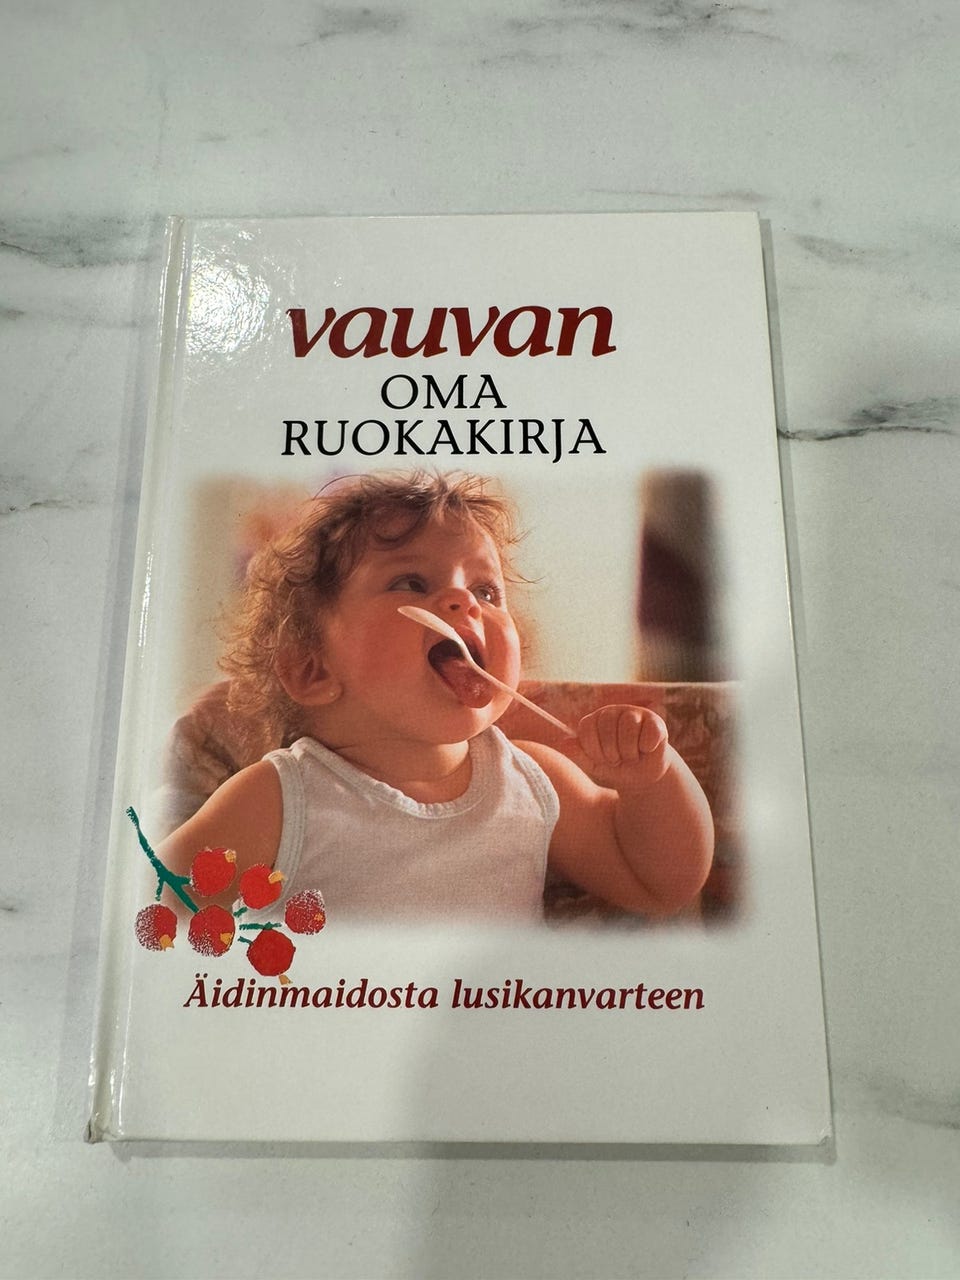 vauvan
OMA
RUOKAKIRJA
Äidinmaidosta lusikanvarteen